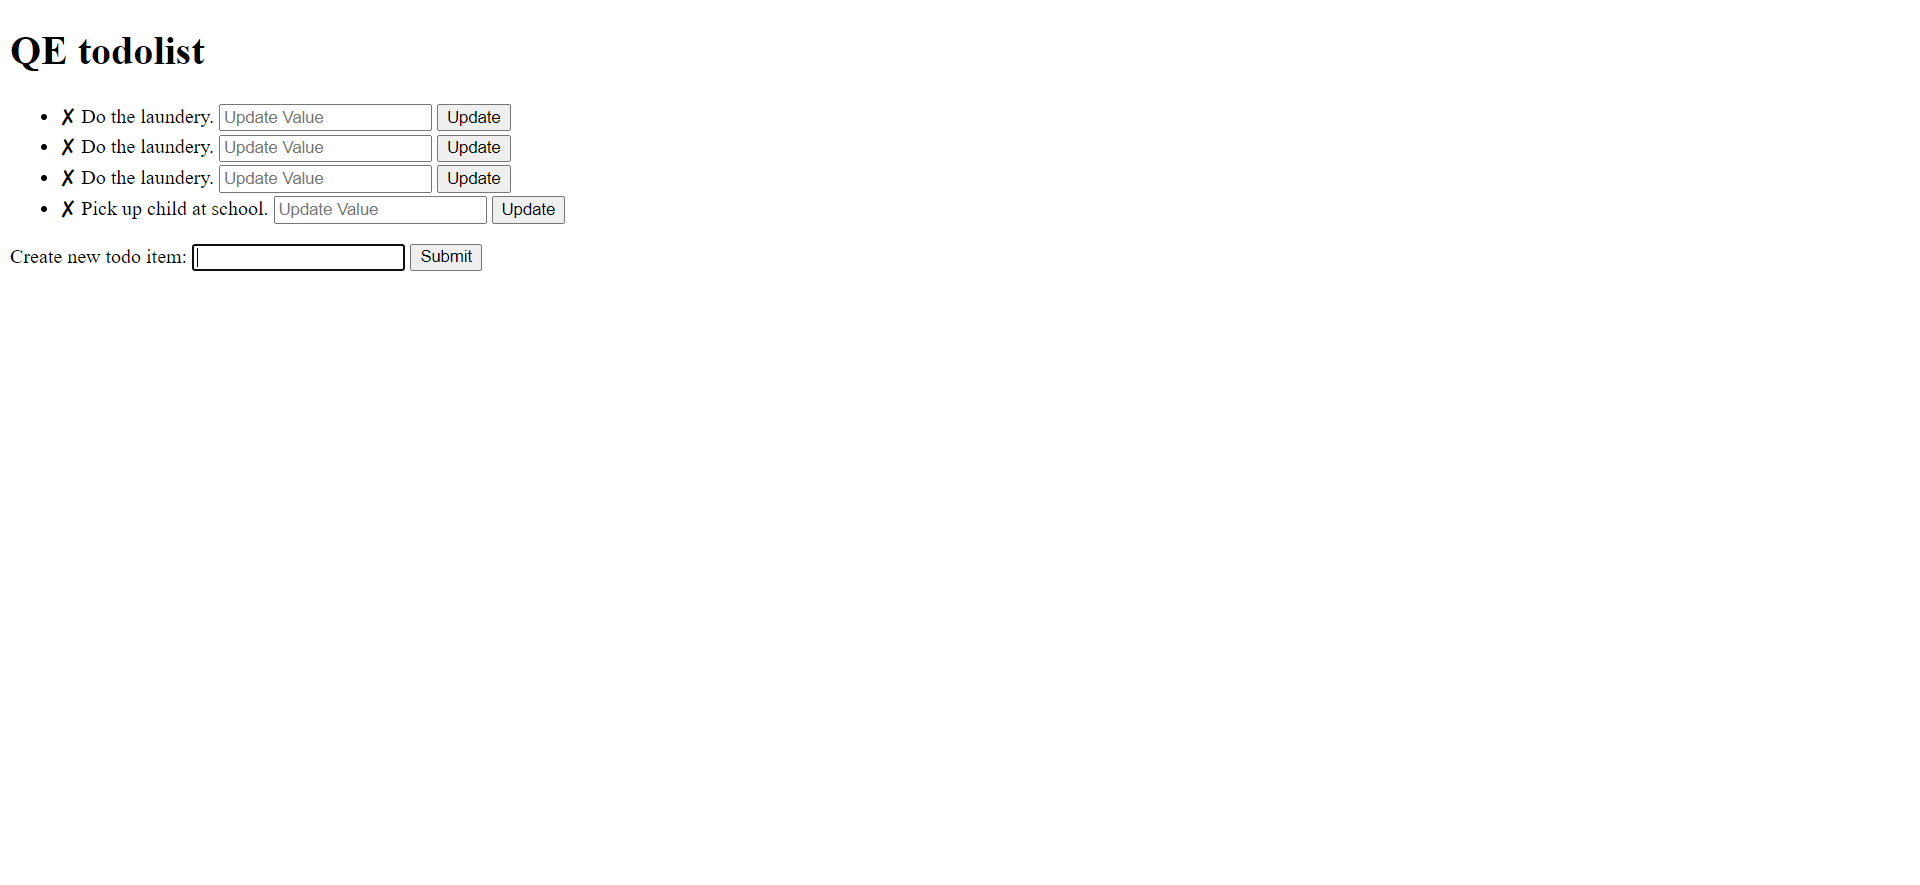 QE todolist
✗ Do the laundery. Update Value Update
✗ Do the laundery. Update Value Update
✗ Do the laundery. Update Value Update
✗ Pick up child at school. Update Value Update
Create new todo item: Submit